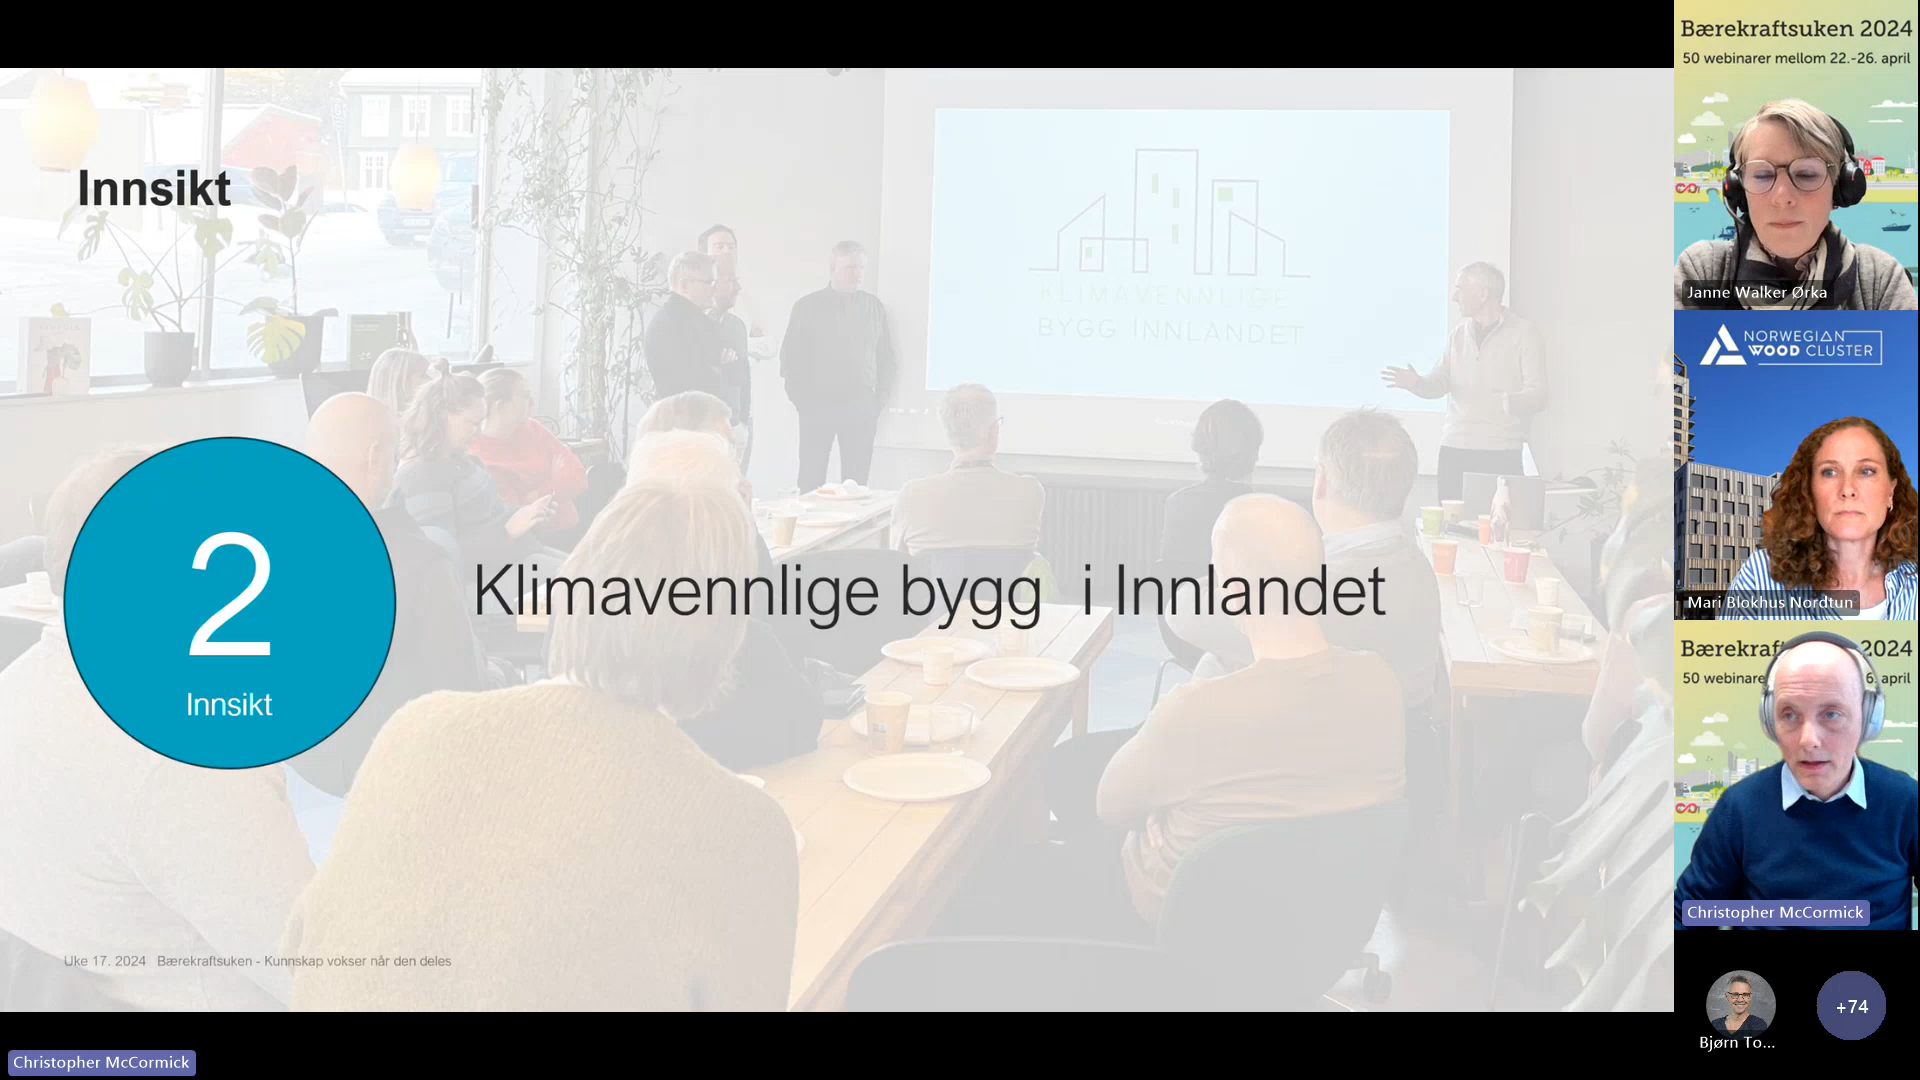 Innsikt
KLIMAVENNLIGE
BYGG INNLANDET
2
Innsikt
Klimavennlige bygg i Innlandet
Uke 17. 2024 Bærekraftsuken - Kunnskap vokser når den deles
Christopher McCormick
Bærekraftsuken 2024
50 webinarer mellom 22.-26. april
Janne Walker Ørka
NORWEGIAN
WOOD CLUSTER
Mari Blokhus Nordtun
Bærekraf 2024
50 webinare 6. april
Christopher McCormick
Bjørn To...
+74